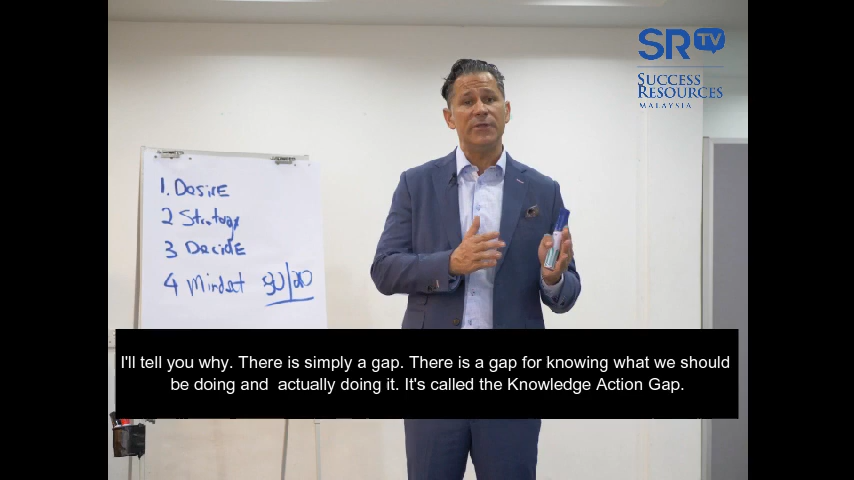 SR TV
SUCCESS
RESOURCES
MALAYSIA
1. DesirE
2 Strategy
3 DecidE
4 Mindset
I'll tell you why. There is simply a gap. There is a gap for knowing what we should
be doing and actually doing it. It's called the Knowledge Action Gap.